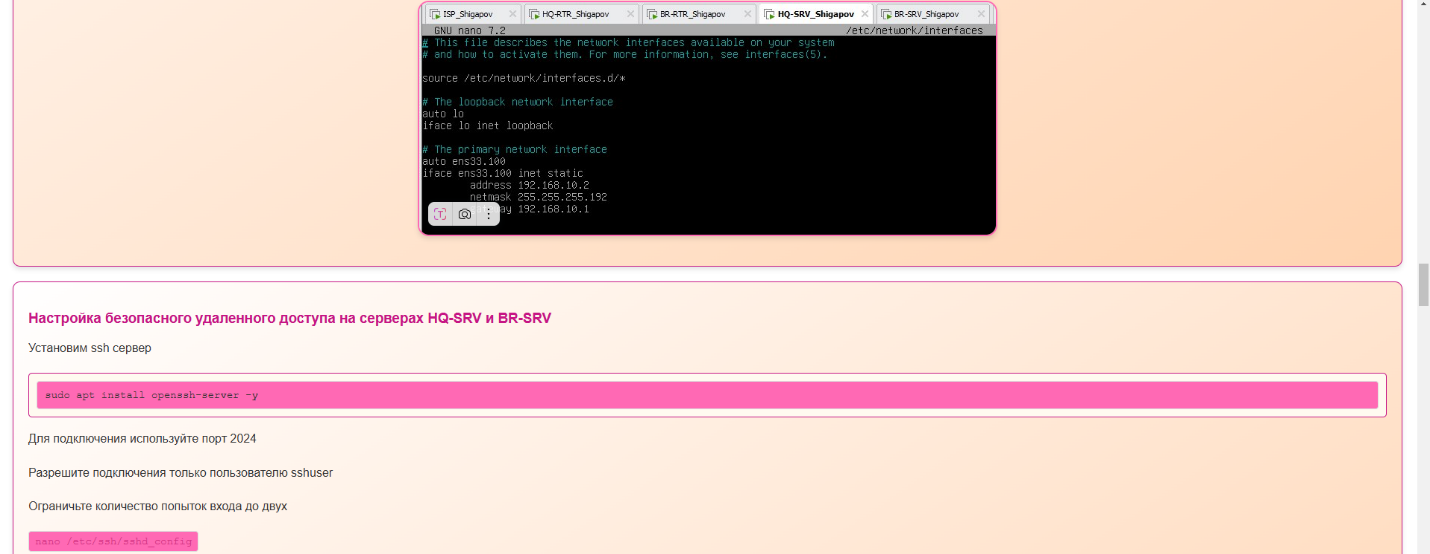 ISP_Shigapov HQ-RTR_Shigapov BR-RTR_Shigapov HQ-SRV_Shigapov BR-SRV_Shigapov
GNU nano 7.2 /etc/network/interfaces
# This file describes the network interfaces available on your system
# and how to activate them. For more information, see interfaces(5).
source /etc/network/interfaces.d/*
# The loopback network interface
auto lo
iface lo inet loopback
# The primary network interface
auto ens33.100
iface ens33.100 inet static
address 192.168.10.2
netmask 255.255.255.192
ay 192.168.10.1
Настройка безопасного удаленного доступа на серверах HQ-SRV и BR-SRV
Установим ssh сервер
sudo apt install openssh-server -y
Для подключения используйте порт 2024
Разрешите подключения только пользователю sshuser
Ограничьте количество попыток входа до двух
nano /etc/ssh/sshd_config